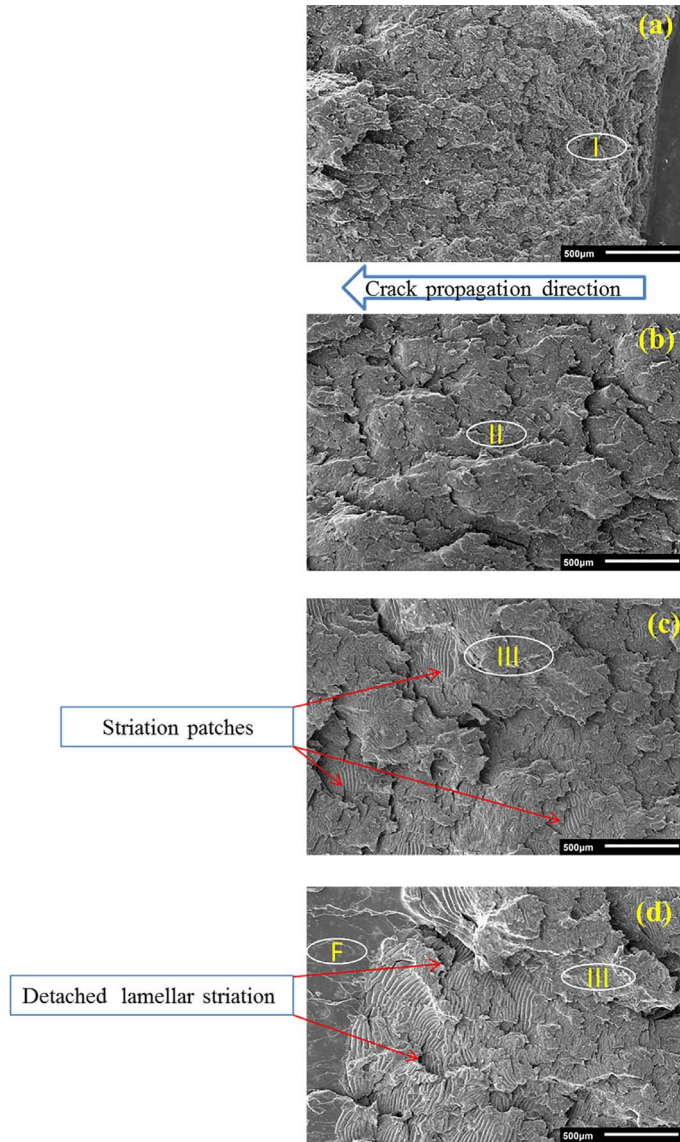 (a)
I
500µm
Crack propagation direction
(b)
II
500µm
(c)
III
Striation patches
500µm
(d)
F
III
Detached lamellar striation
500µm